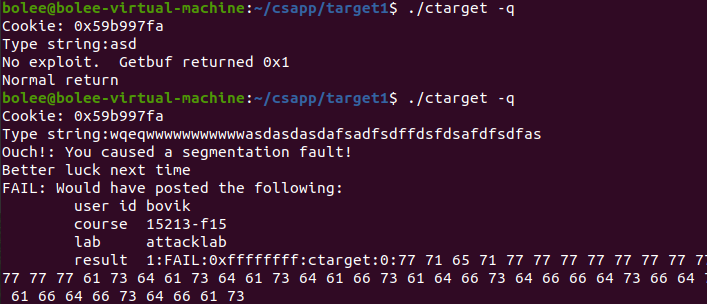 bolee@bolee-virtual-machine:~/csapp/target1$ ./ctarget -q
Cookie: 0x59b997fa
Type string:asd
No exploit.  Getbuf returned 0x1
Normal return
bolee@bolee-virtual-machine:~/csapp/target1$ ./ctarget -q
Cookie: 0x59b997fa
Type string:wqeqwwwwwwwwwwwasdasdasdafsadfsdffdsfdsafdfsdfas
Ouch!: You caused a segmentation fault!
Better luck next time
FAIL: Would have posted the following:
        user id bovik
        course  15213-f15
        lab     attacklab
        result  1:FAIL:0xffffffff:ctarget:0:77 71 65 71 77 77 77 77 77 77 77 77
77 77 77 61 73 64 61 73 64 61 73 64 61 66 73 61 64 66 73 64 66 66 64 73 66 64 7
 61 66 64 66 73 64 66 61 73